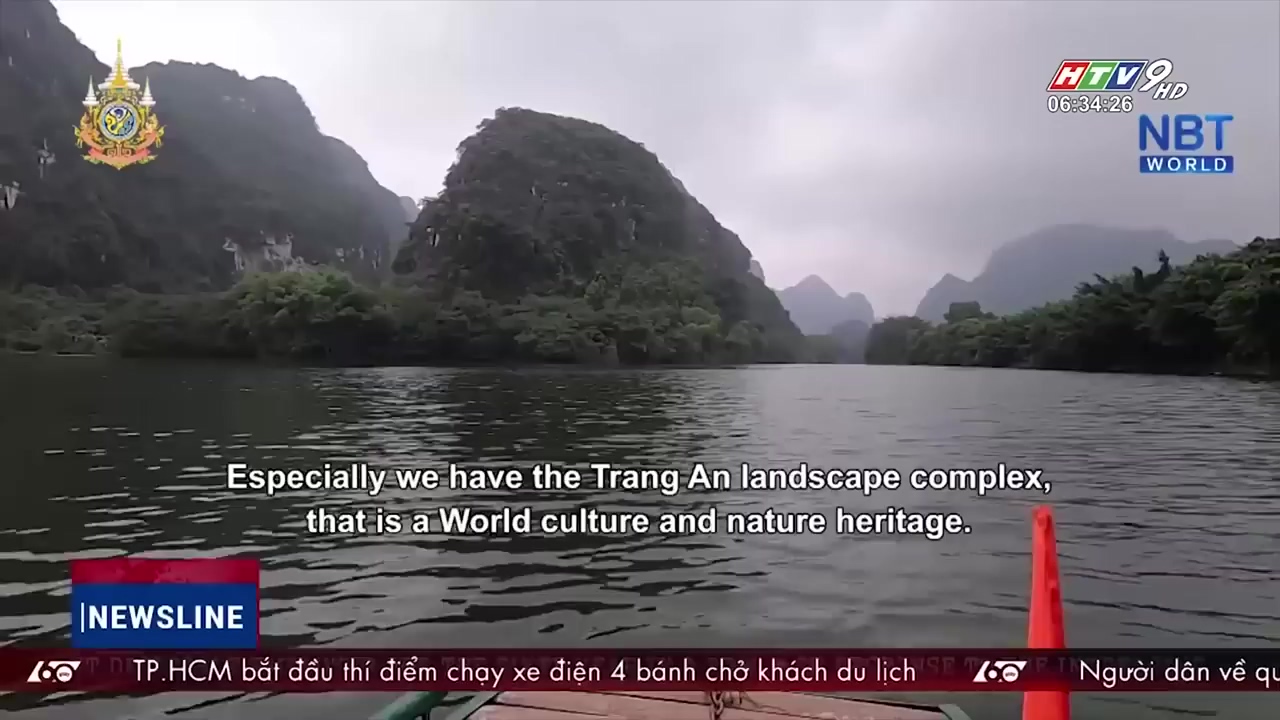 HTV9
HD
06:34:26
NBT
WORLD
Especially we have the Trang An landscape complex,
that is a World culture and nature heritage.
NEWSLINE
60 TP.HCM bắt đầu thí điểm chạy xe điện 4 bánh chở khách du lịch 60 Người dân về qu